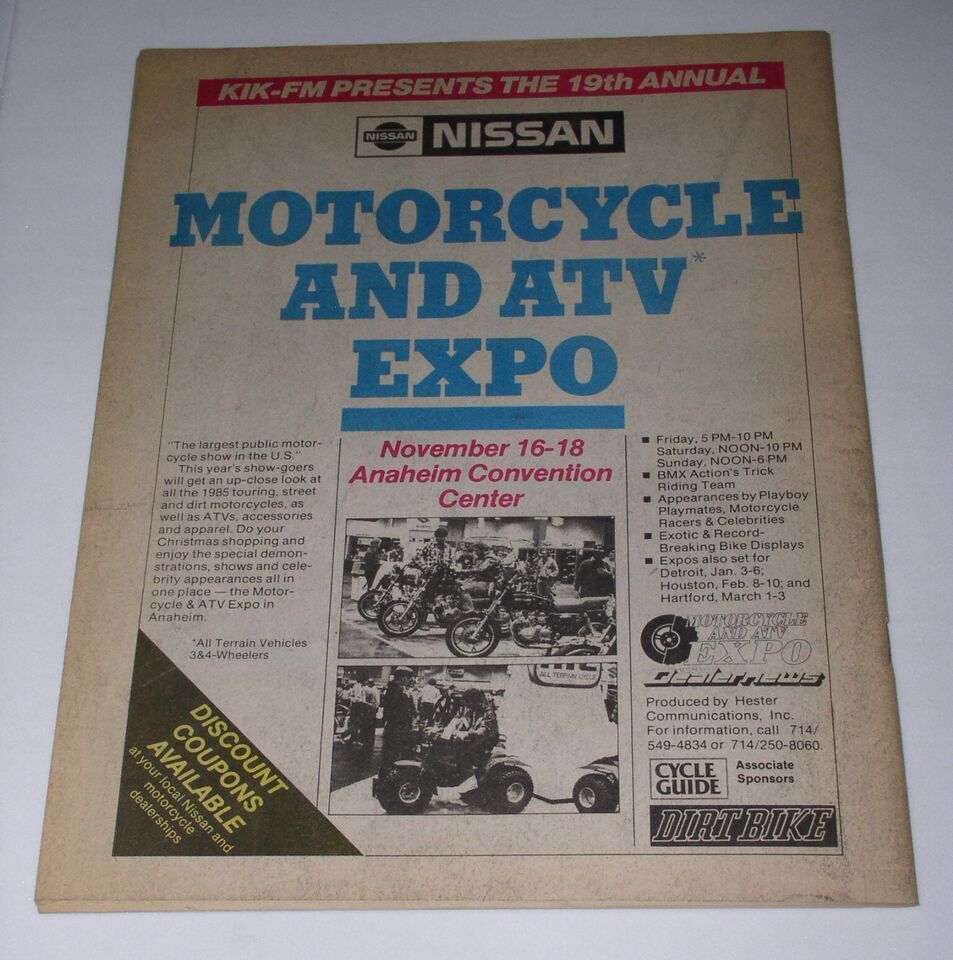 KIK-FM PRESENTS THE 19th ANNUAL
NISSAN NISSAN
MOTORCYCLE
AND ATV*
EXPO
"The largest public motor-
cycle show in the U.S."
This year's show-goers
will get an up-close look at
all the 1985 touring, street
and dirt motorcycles, as
well as ATVs, accessories
and apparel. Do your
Christmas shopping and
enjoy the special demon-
strations, shows and cele-
brity appearances all in
one place — the Motor-
cycle & ATV Expo in
Anaheim.
*All Terrain Vehicles
3&4-Wheelers
DISCOUNT
COUPONS
AVAILABLE
at your local Nissan and
motorcycle
dealerships
November 16-18
Anaheim Convention
Center
ALL TERRAIN CYCLE
■ Friday, 5 PM-10 PM
Saturday, NOON-10 PM
Sunday, NOON-6 PM
■ BMX Action's Trick
Riding Team
■ Appearances by Playboy
Playmates, Motorcycle
Racers & Celebrities
■ Exotic & Record-
Breaking Bike Displays
■ Expos also set for
Detroit, Jan. 3-6;
Houston, Feb. 8-10; and
Hartford, March 1-3
MOTORCYCLE
AND ATV
EXPO
Dealernews
Produced by Hester
Communications, Inc.
For information, call 714/
549-4834 or 714/250-8060.
CYCLE
GUIDE
Associate
Sponsors
DIRT BIKE